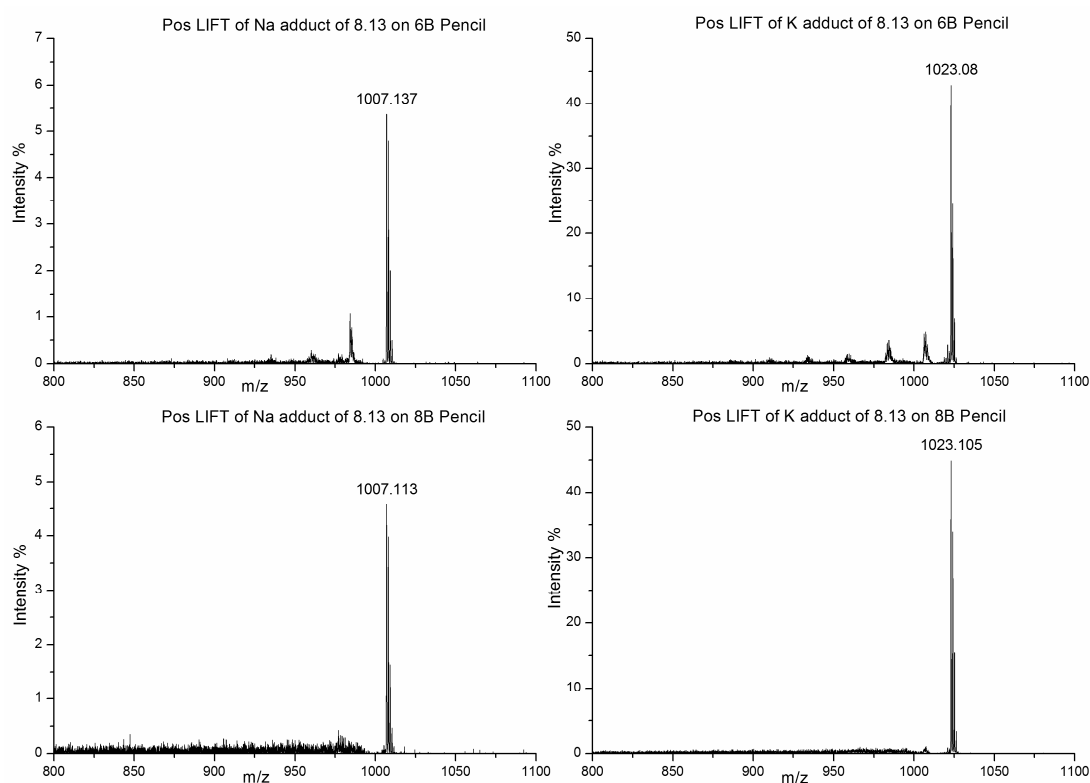 Pos LIFT of Na adduct of 8.13 on 6B Pencil
7
6
5
4
3
2
1
0
Intensity %
1007.137
800 850 900 950 1000 1050 1100
m/z
Pos LIFT of K adduct of 8.13 on 6B Pencil
50
40
30
20
10
0
Intensity %
1023.08
800 850 900 950 1000 1050 1100
m/z
Pos LIFT of Na adduct of 8.13 on 8B Pencil
6
5
4
3
2
1
0
Intensity %
1007.113
800 850 900 950 1000 1050 1100
m/z
Pos LIFT of K adduct of 8.13 on 8B Pencil
50
40
30
20
10
0
Intensity %
1023.105
800 850 900 950 1000 1050 1100
m/z